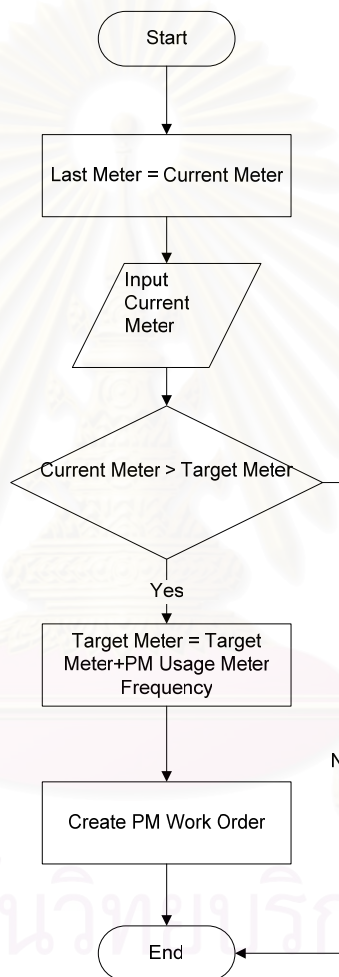 Start
Last Meter = Current Meter
Input
Current
Meter
Current Meter > Target Meter
Yes
Target Meter = Target
Meter+PM Usage Meter
Frequency
N
Create PM Work Order
End